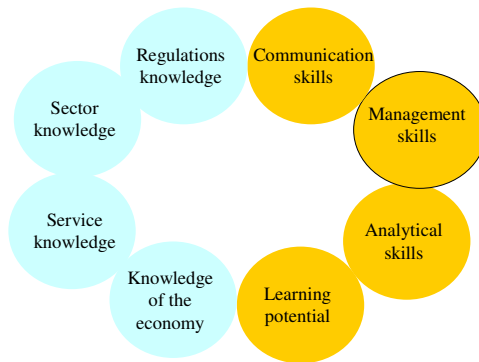 Regulations
knowledge
Communication
skills
Sector
knowledge
Management
skills
Service
knowledge
Analytical
skills
Knowledge
of the
economy
Learning
potential